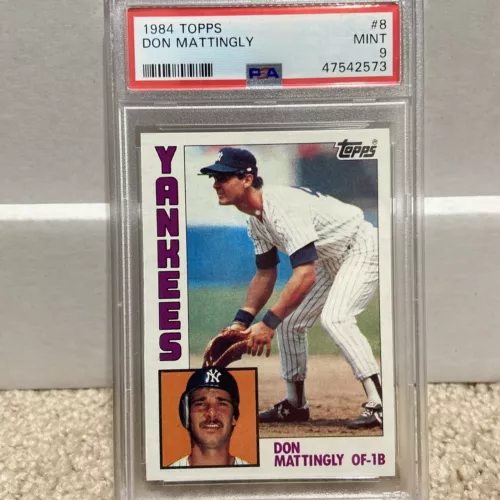 1984 TOPPS #8
DON MATTINGLY MINT
9
PSA 47542573
Topps
YANKEES
NY
DON
MATTINGLY OF-1B